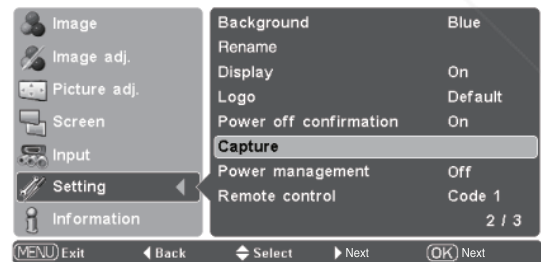 Image
Image adj.
Picture adj.
Screen
Input
Setting
Information
Background Blue
Rename
Display On
Logo Default
Power off confirmation On
Capture
Power management Off
Remote control Code 1
2 / 3
MENU Exit Back Select Next OK Next